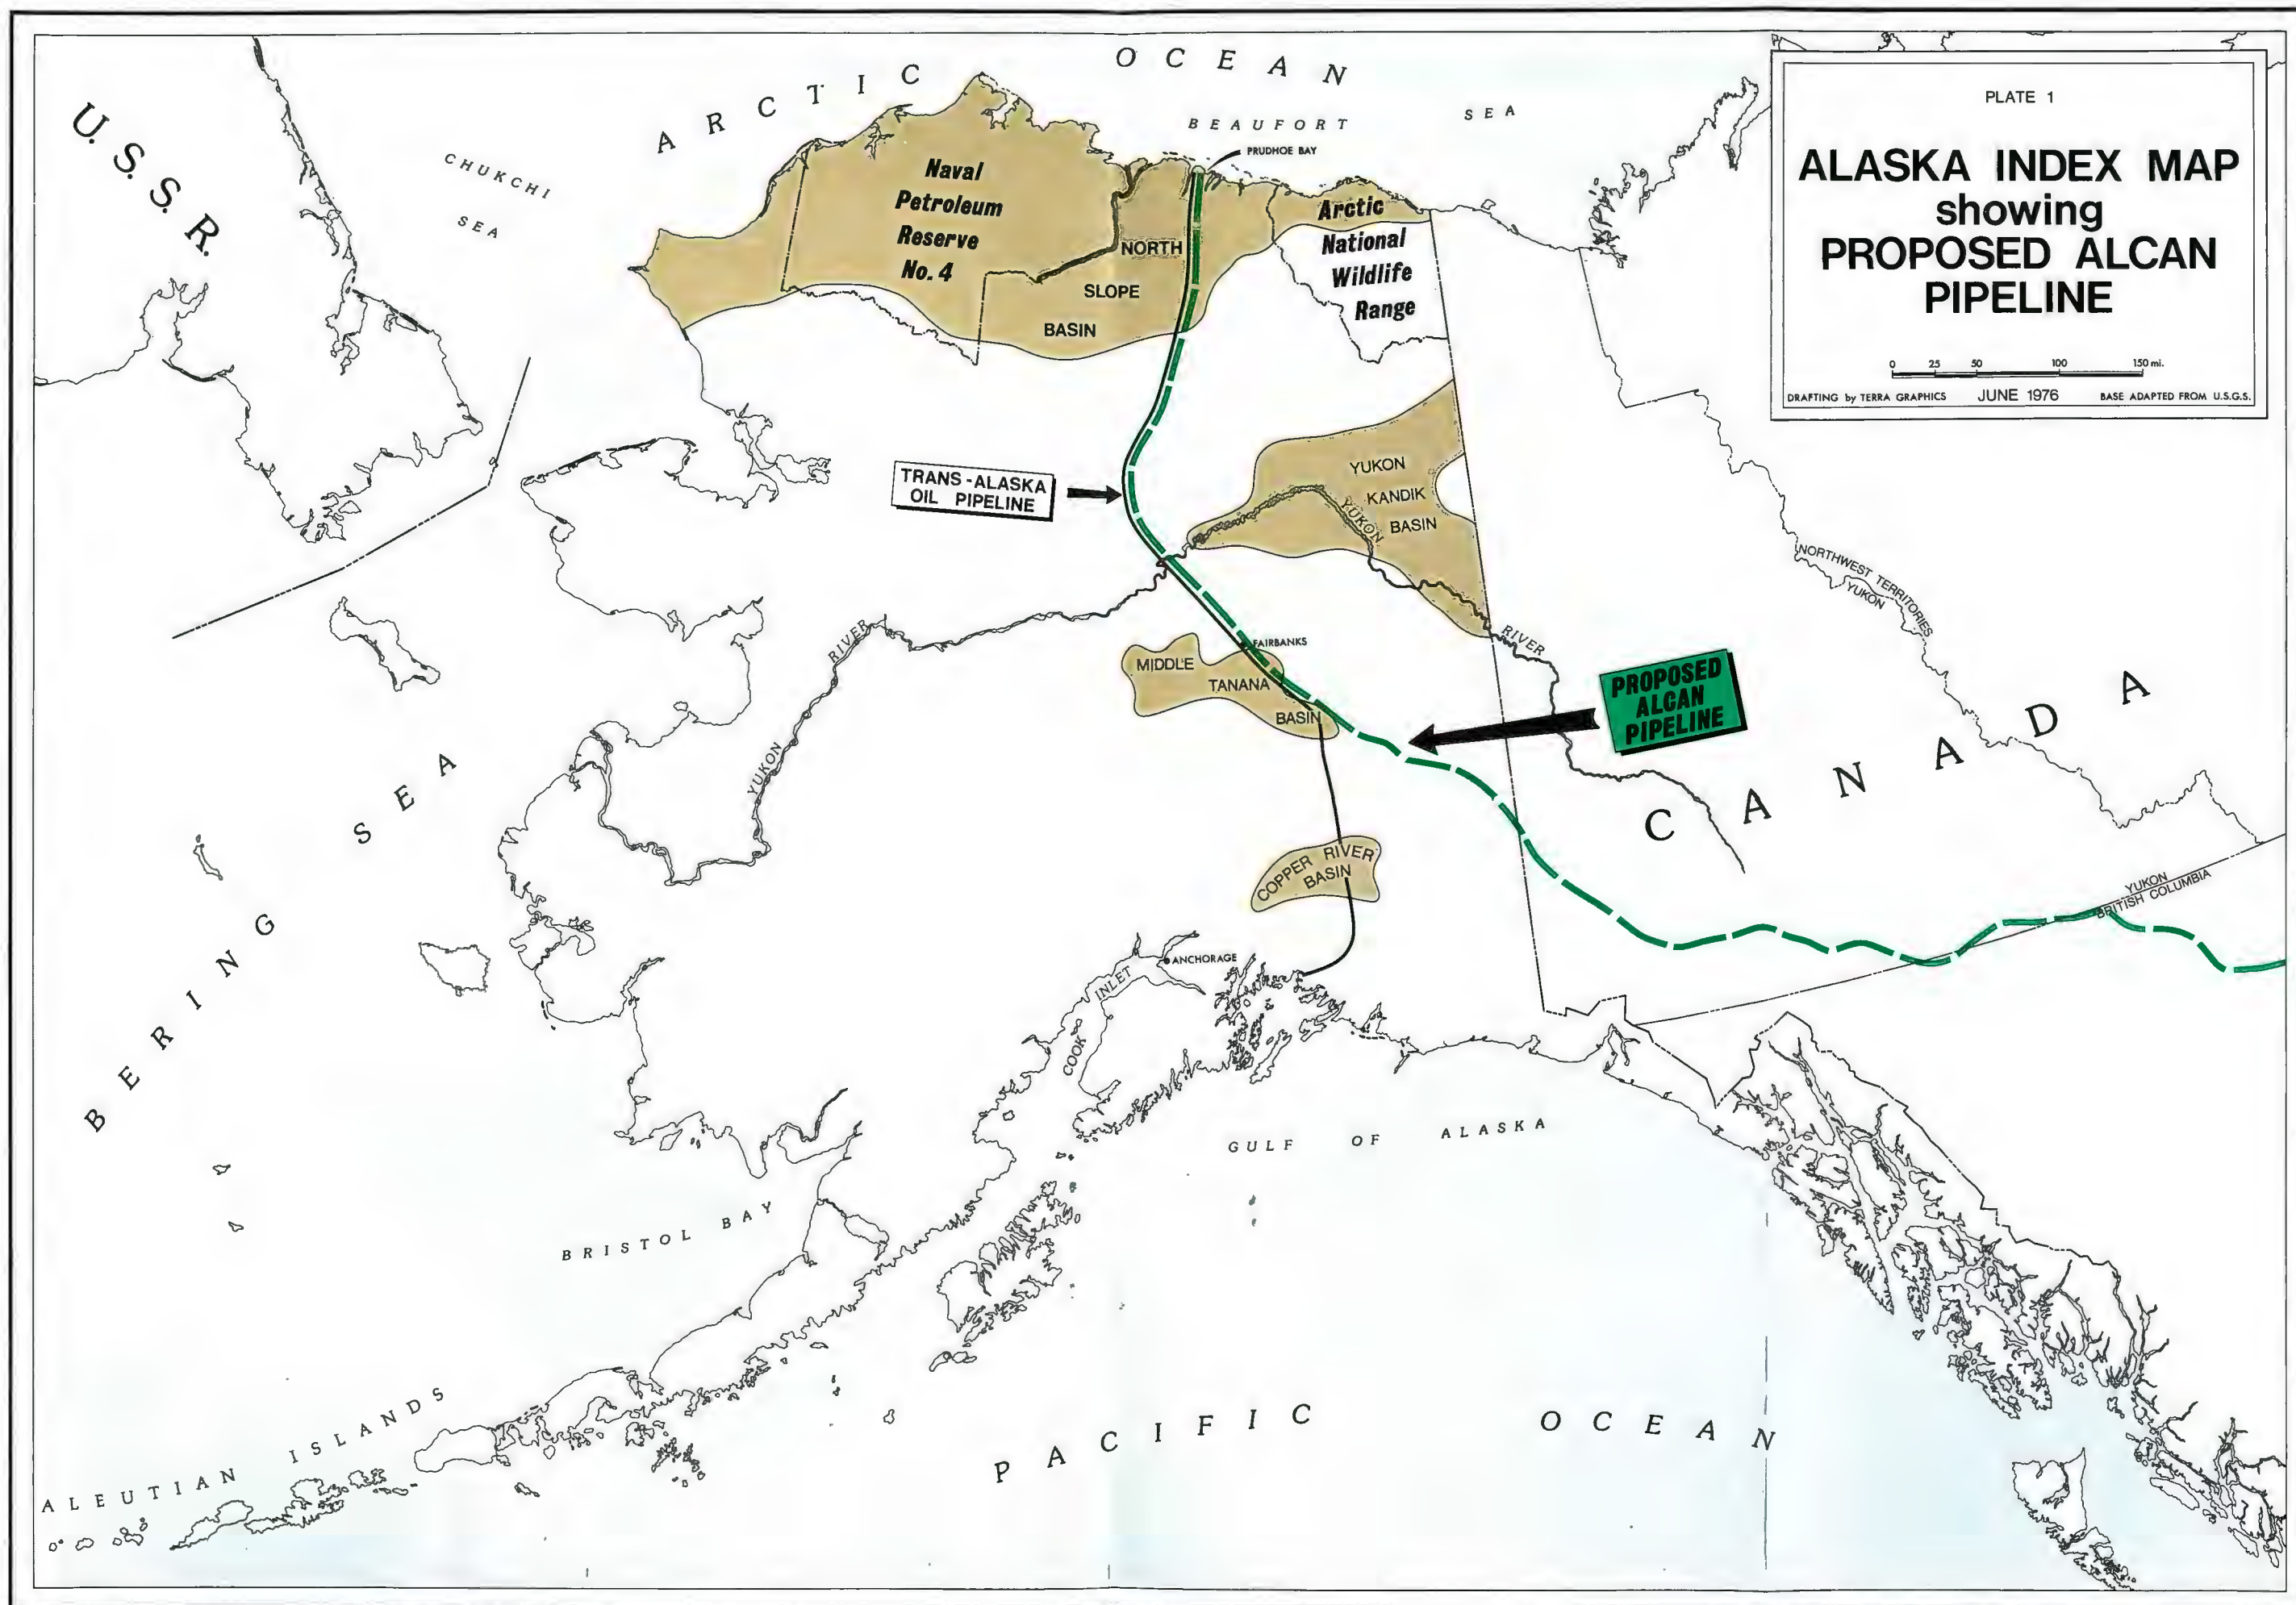 PLATE 1
ALASKA INDEX MAP
showing
PROPOSED ALCAN
PIPELINE
0 25 50 100 150 mi.
DRAFTING by TERRA GRAPHICS JUNE 1976 BASE ADAPTED FROM U.S.G.S.
ARCTIC OCEAN
U.S.S.R.
CHUKCHI
SEA
BEAUFORT SEA
PRUDHOE BAY
Naval
Petroleum
Reserve
No. 4
NORTH
SLOPE
BASIN
Arctic
National
Wildlife
Range
TRANS-ALASKA
OIL PIPELINE
YUKON
KANDIK
BASIN
YUKON
RIVER
NORTHWEST TERRITORIES
YUKON
FAIRBANKS
MIDDLE
TANANA
BASIN
YUKON
RIVER
PROPOSED
ALCAN
PIPELINE
CANADA
COPPER RIVER
BASIN
YUKON
BRITISH COLUMBIA
BERING SEA
ANCHORAGE
COOK INLET
GULF OF ALASKA
BRISTOL BAY
ALEUTIAN ISLANDS
PACIFIC OCEAN